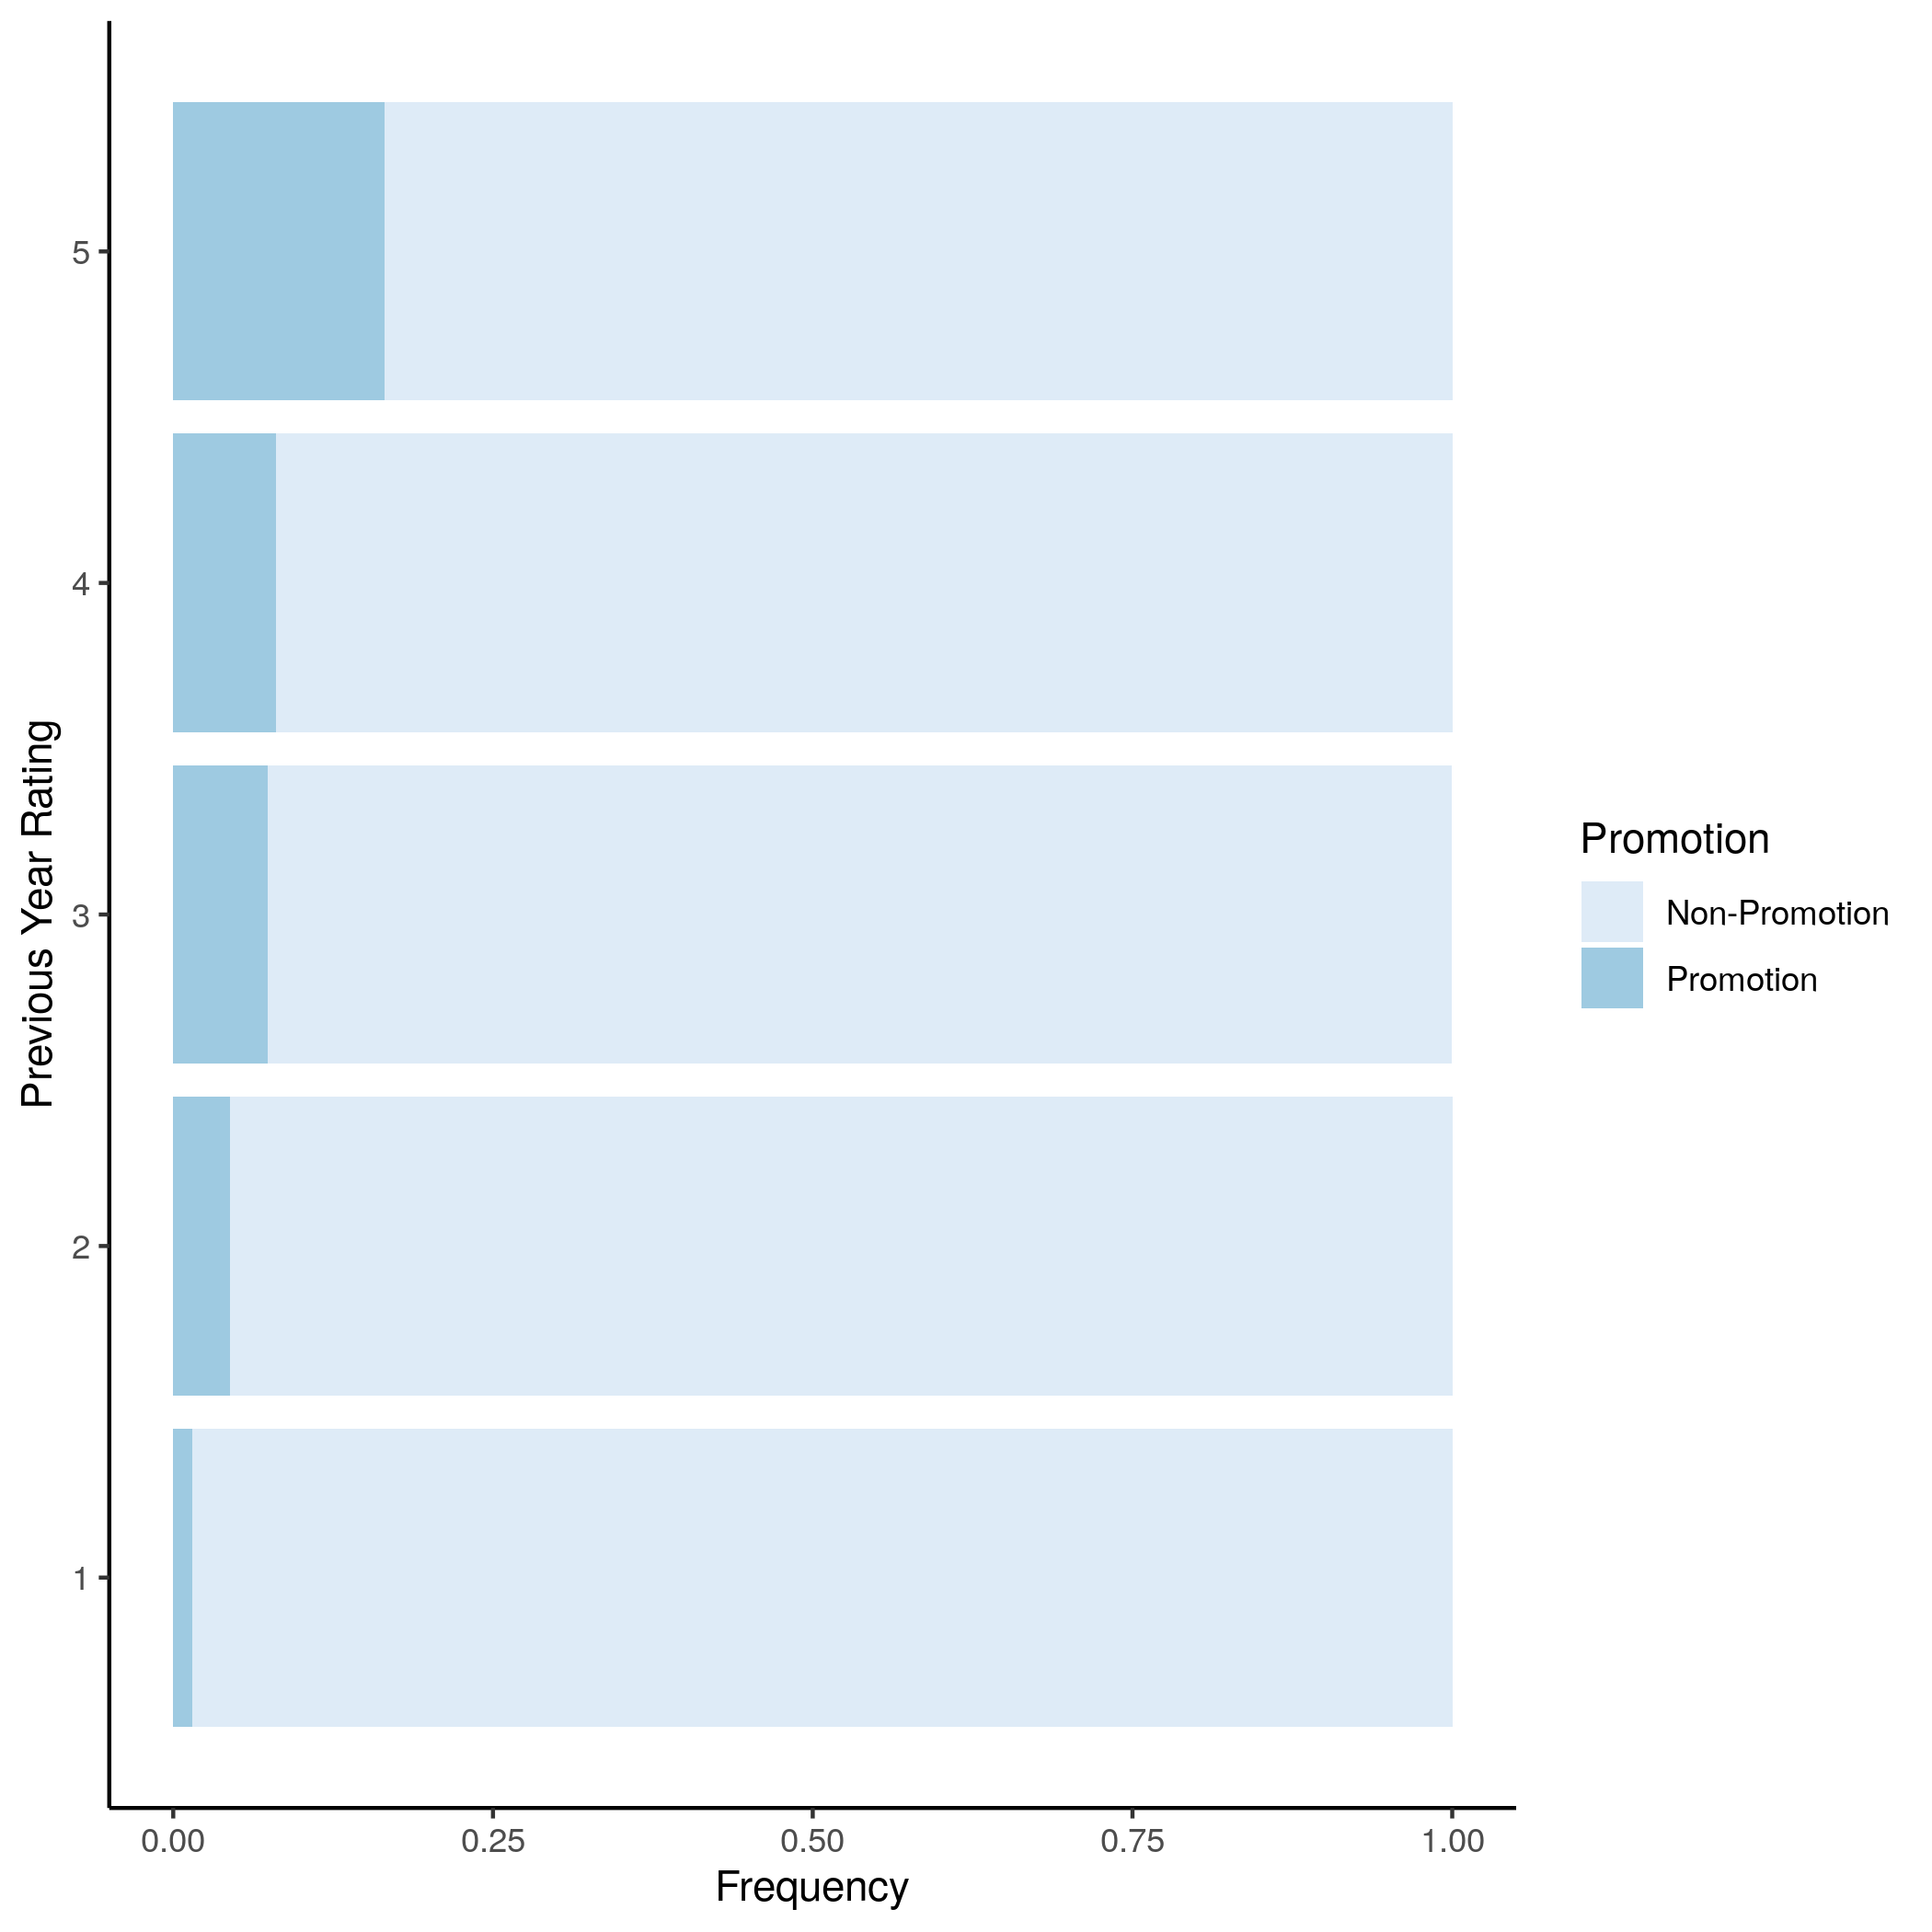 Previous Year Rating
5
4
3
2
1
0.00 0.25 0.50 0.75 1.00
Frequency
Promotion
Non-Promotion
Promotion